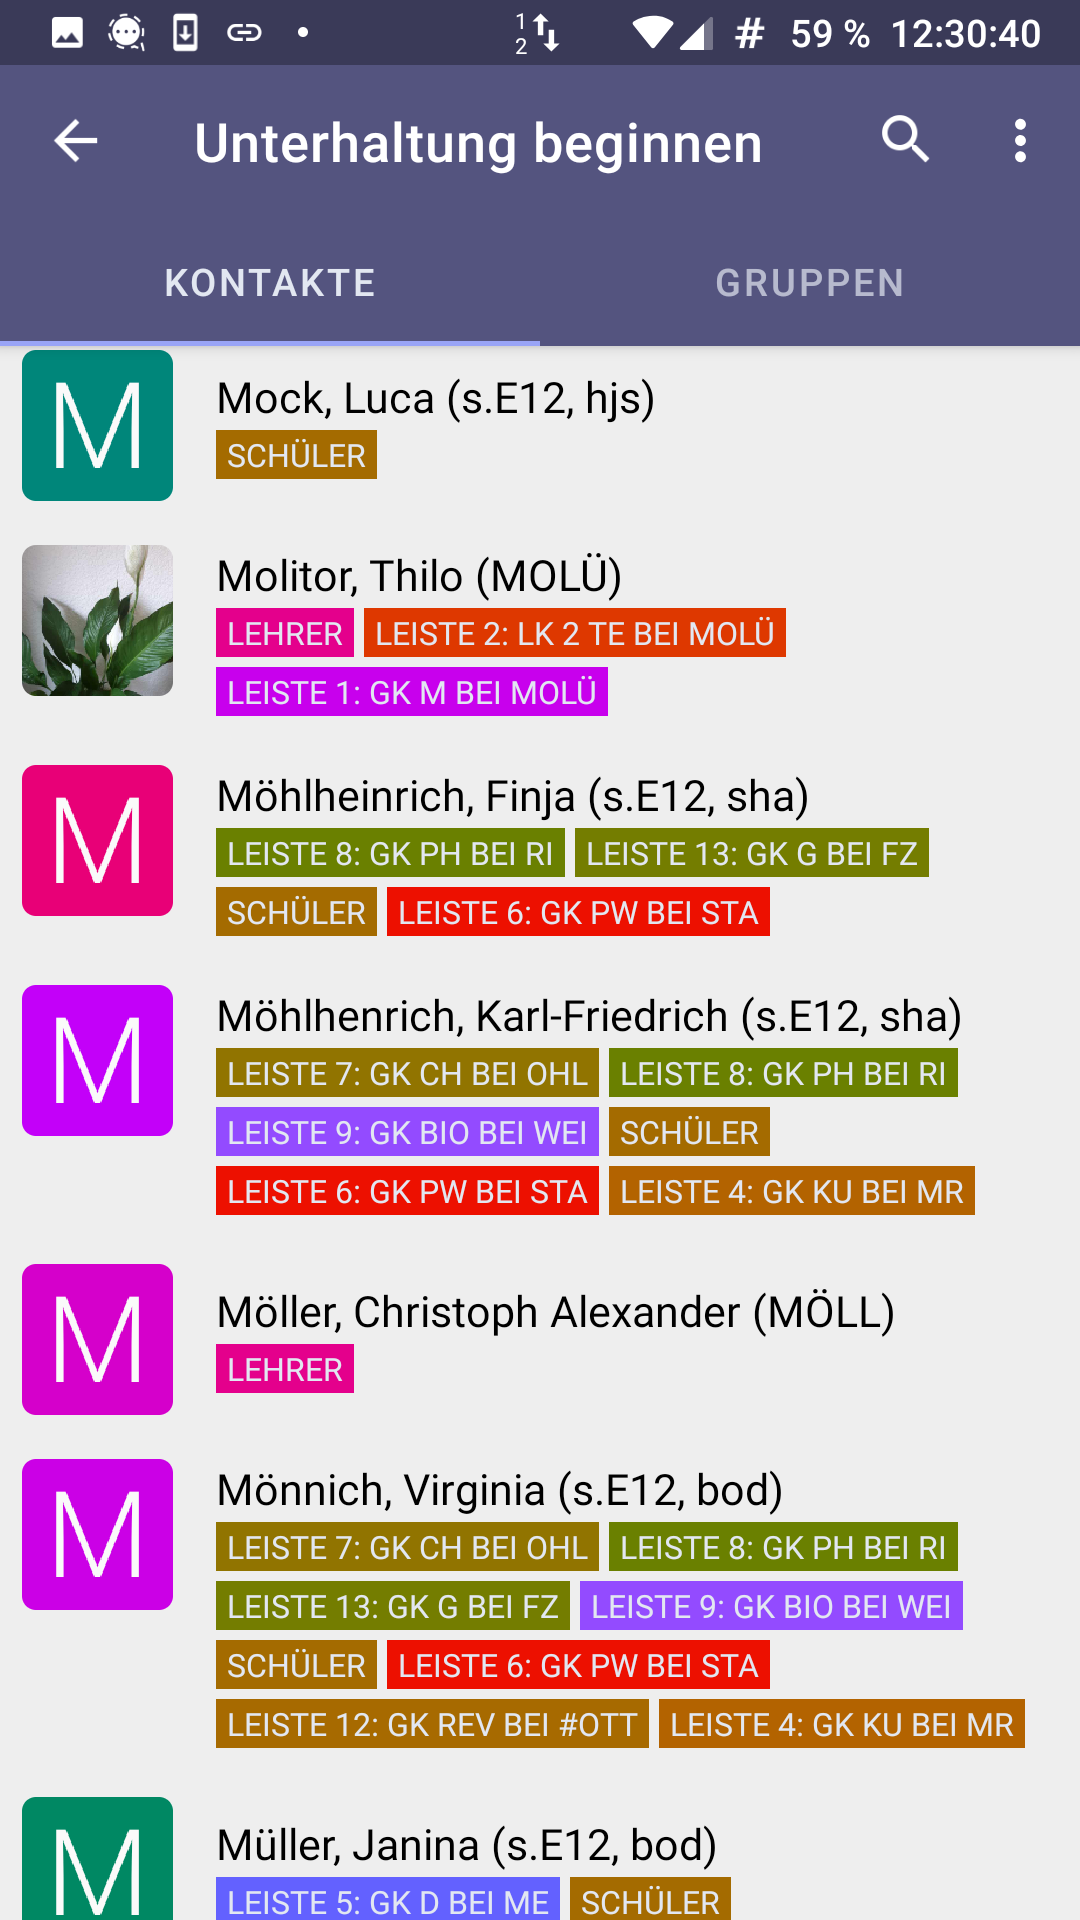 1 2 # 59 % 12:30:40
Unterhaltung beginnen
KONTAKTE GRUPPEN
M Mock, Luca (s.E12, hjs)
SCHÜLER
Molitor, Thilo (MOLÜ)
LEHRER LEISTE 2: LK 2 TE BEI MOLÜ
LEISTE 1: GK M BEI MOLÜ
M Möhlheinrich, Finja (s.E12, sha)
LEISTE 8: GK PH BEI RI LEISTE 13: GK G BEI FZ
SCHÜLER LEISTE 6: GK PW BEI STA
M Möhlhenrich, Karl-Friedrich (s.E12, sha)
LEISTE 7: GK CH BEI OHL LEISTE 8: GK PH BEI RI
LEISTE 9: GK BIO BEI WEI SCHÜLER
LEISTE 6: GK PW BEI STA LEISTE 4: GK KU BEI MR
M Möller, Christoph Alexander (MÖLL)
LEHRER
M Mönnich, Virginia (s.E12, bod)
LEISTE 7: GK CH BEI OHL LEISTE 8: GK PH BEI RI
LEISTE 13: GK G BEI FZ LEISTE 9: GK BIO BEI WEI
SCHÜLER LEISTE 6: GK PW BEI STA
LEISTE 12: GK REV BEI #OTT LEISTE 4: GK KU BEI MR
M Müller, Janina (s.E12, bod)
LEISTE 5: GK D BEI ME SCHÜLER